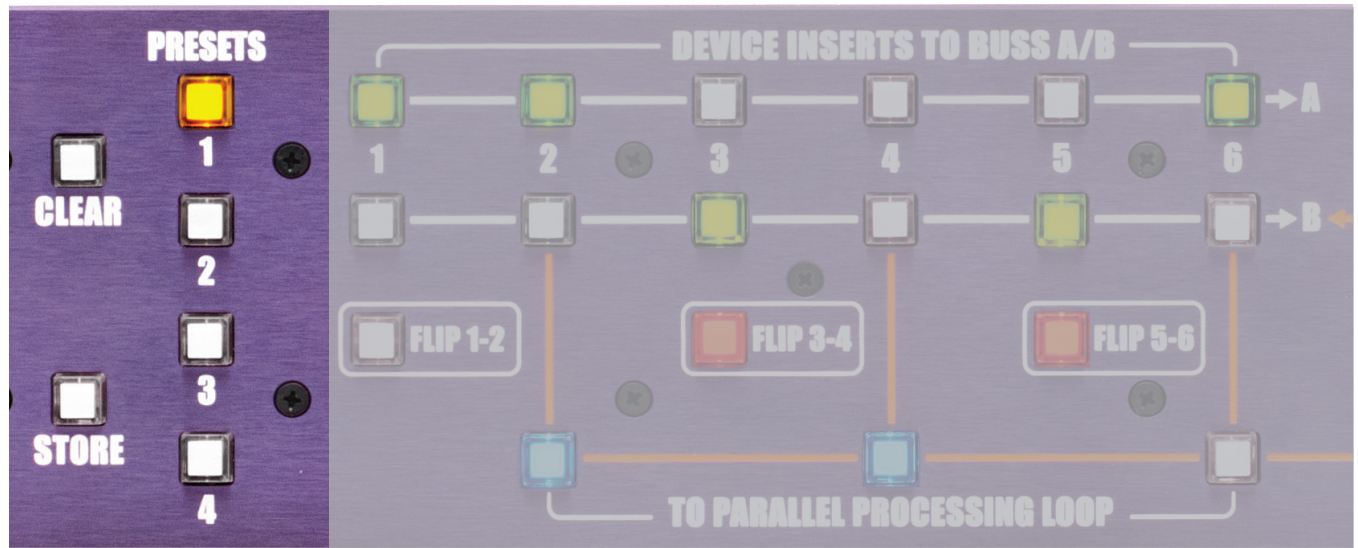 PRESETS
1
CLEAR
2
3
STORE
4
DEVICE INSERTS TO BUSS A/B
A
1 2 3 4 5 6
B
FLIP 1-2 FLIP 3-4 FLIP 5-6
TO PARALLEL PROCESSING LOOP